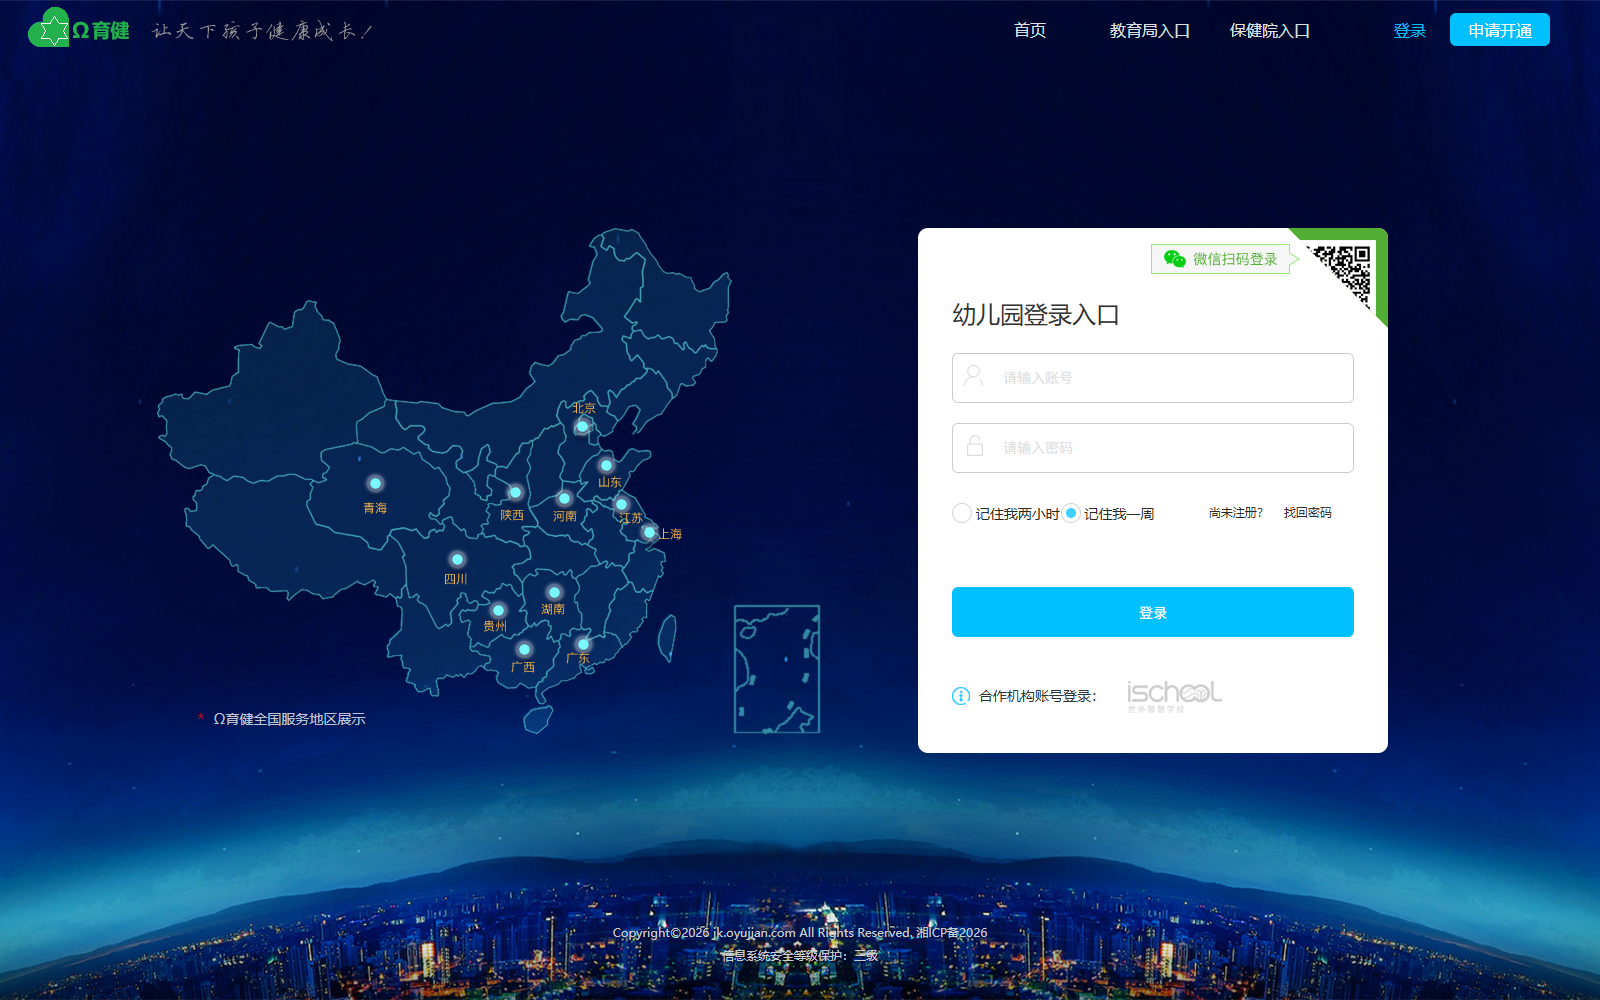 Ω育健 让天下孩子健康成长！
首页 教育局入口 保健院入口 登录 申请开通
微信扫码登录
幼儿园登录入口
请输入账号
请输入密码
记住我两小时 记住我一周 尚未注册? 找回密码
登录
合作机构账号登录：
ischool
世外智慧学校
北京
山东
青海
陕西
河南
江苏
上海
四川
湖南
贵州
广西
广东
* Ω育健全国服务地区展示
Copyright©2026 jk.oyujian.com All Rights Reserved, 湘ICP备2026
信息系统安全等级保护：三级